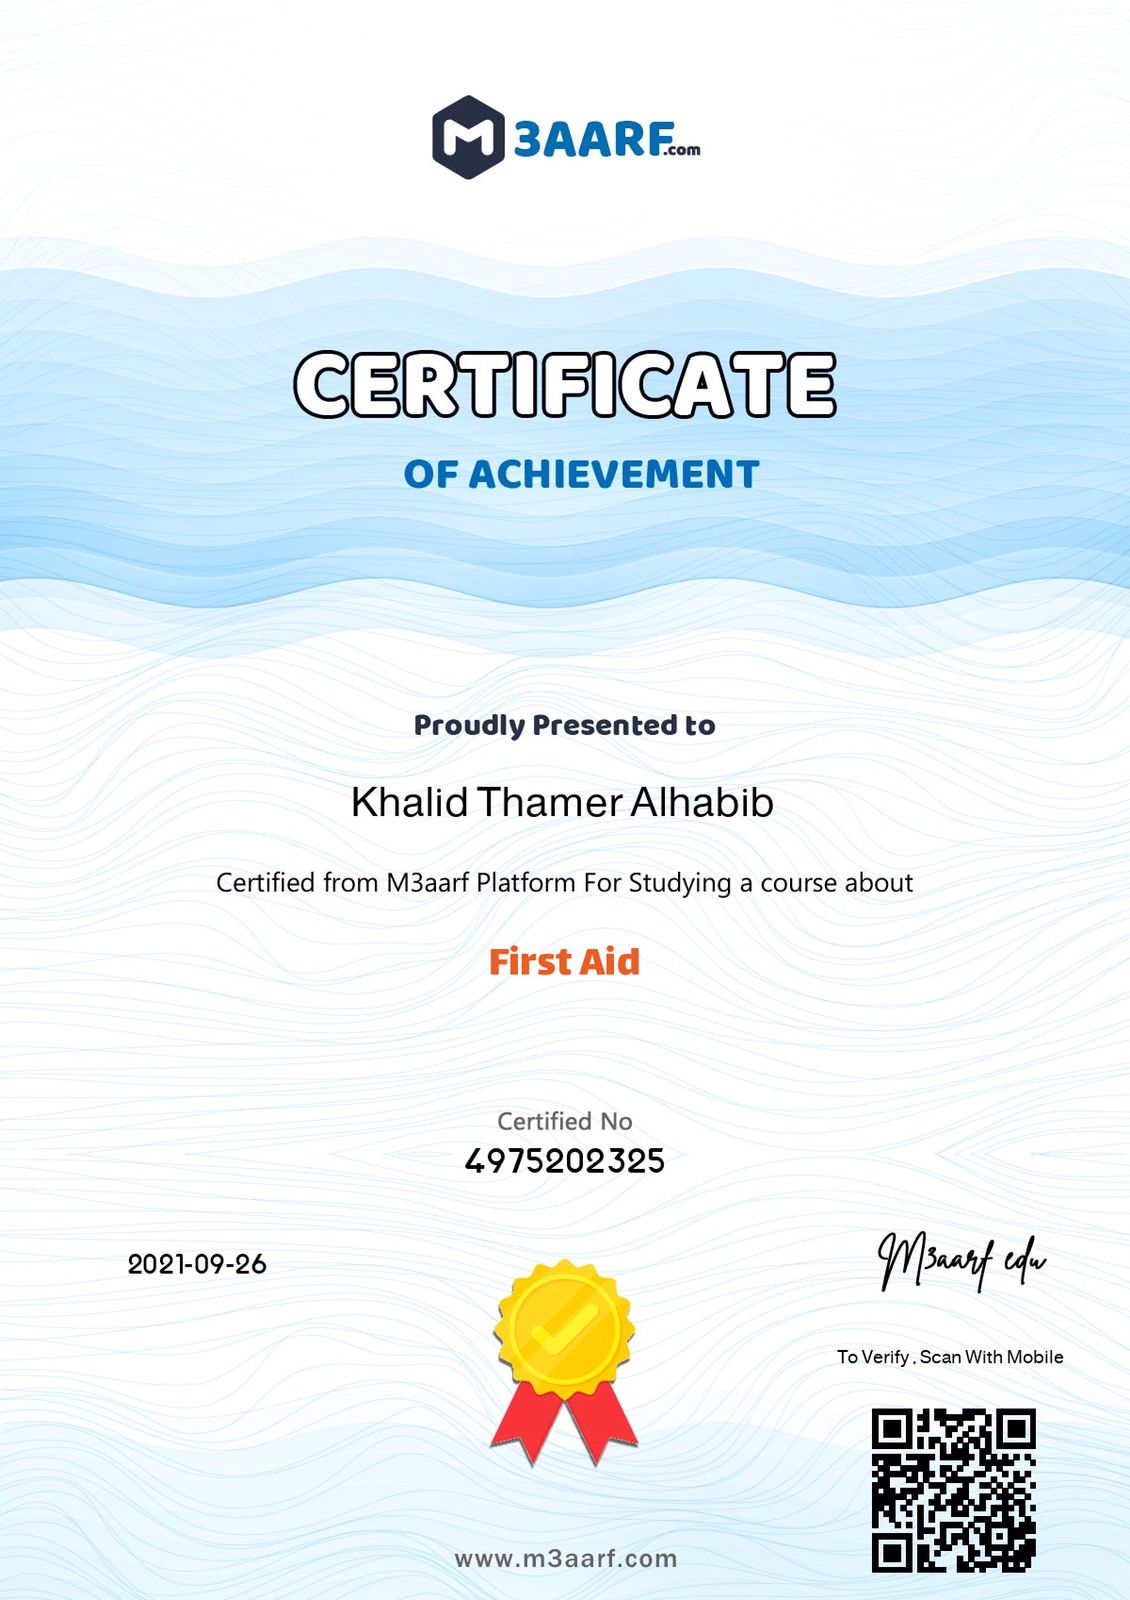 M3AARF.com
CERTIFICATE
OF ACHIEVEMENT
Proudly Presented to
Khalid Thamer Alhabib
Certified from M3aarf Platform For Studying a course about
First Aid
Certified No
4975202325
2021-09-26
M3aarf edu
To Verify , Scan With Mobile
www.m3aarf.com